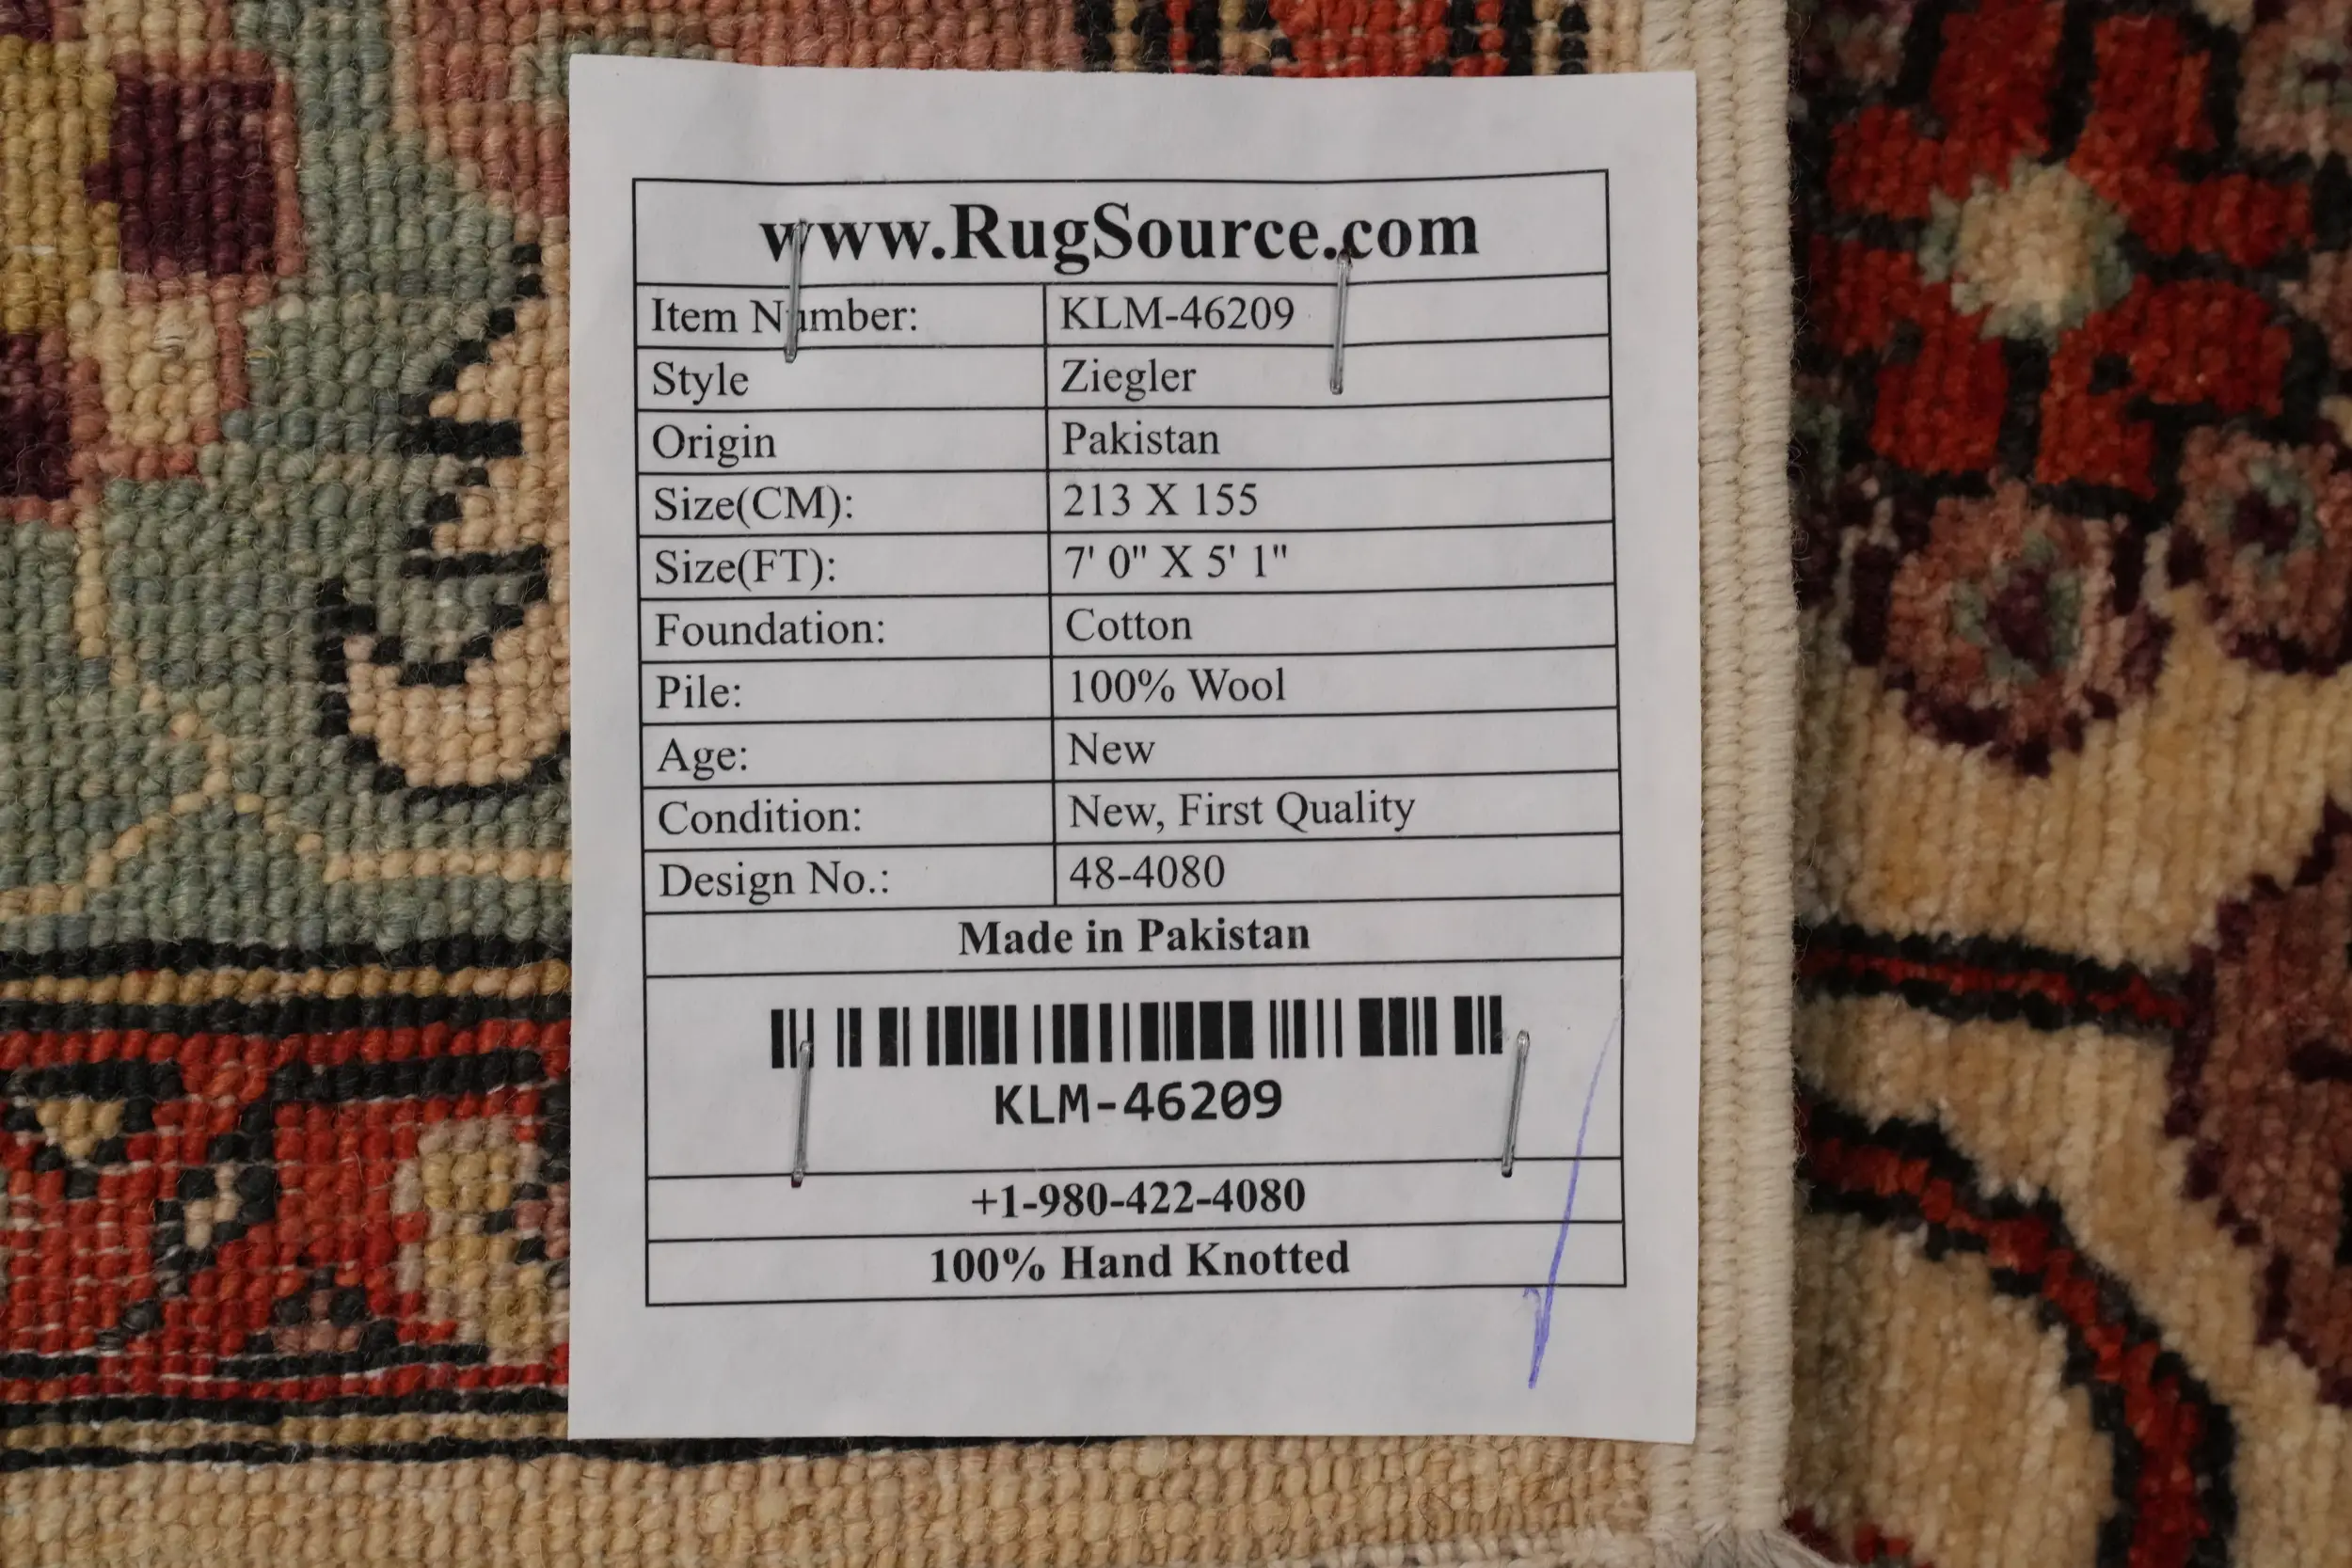 www.RugSource.com
Item Number: KLM-46209
Style Ziegler
Origin Pakistan
Size(CM): 213 X 155
Size(FT): 7' 0" X 5' 1"
Foundation: Cotton
Pile: 100% Wool
Age: New
Condition: New, First Quality
Design No.: 48-4080
Made in Pakistan
KLM-46209
+1-980-422-4080
100% Hand Knotted